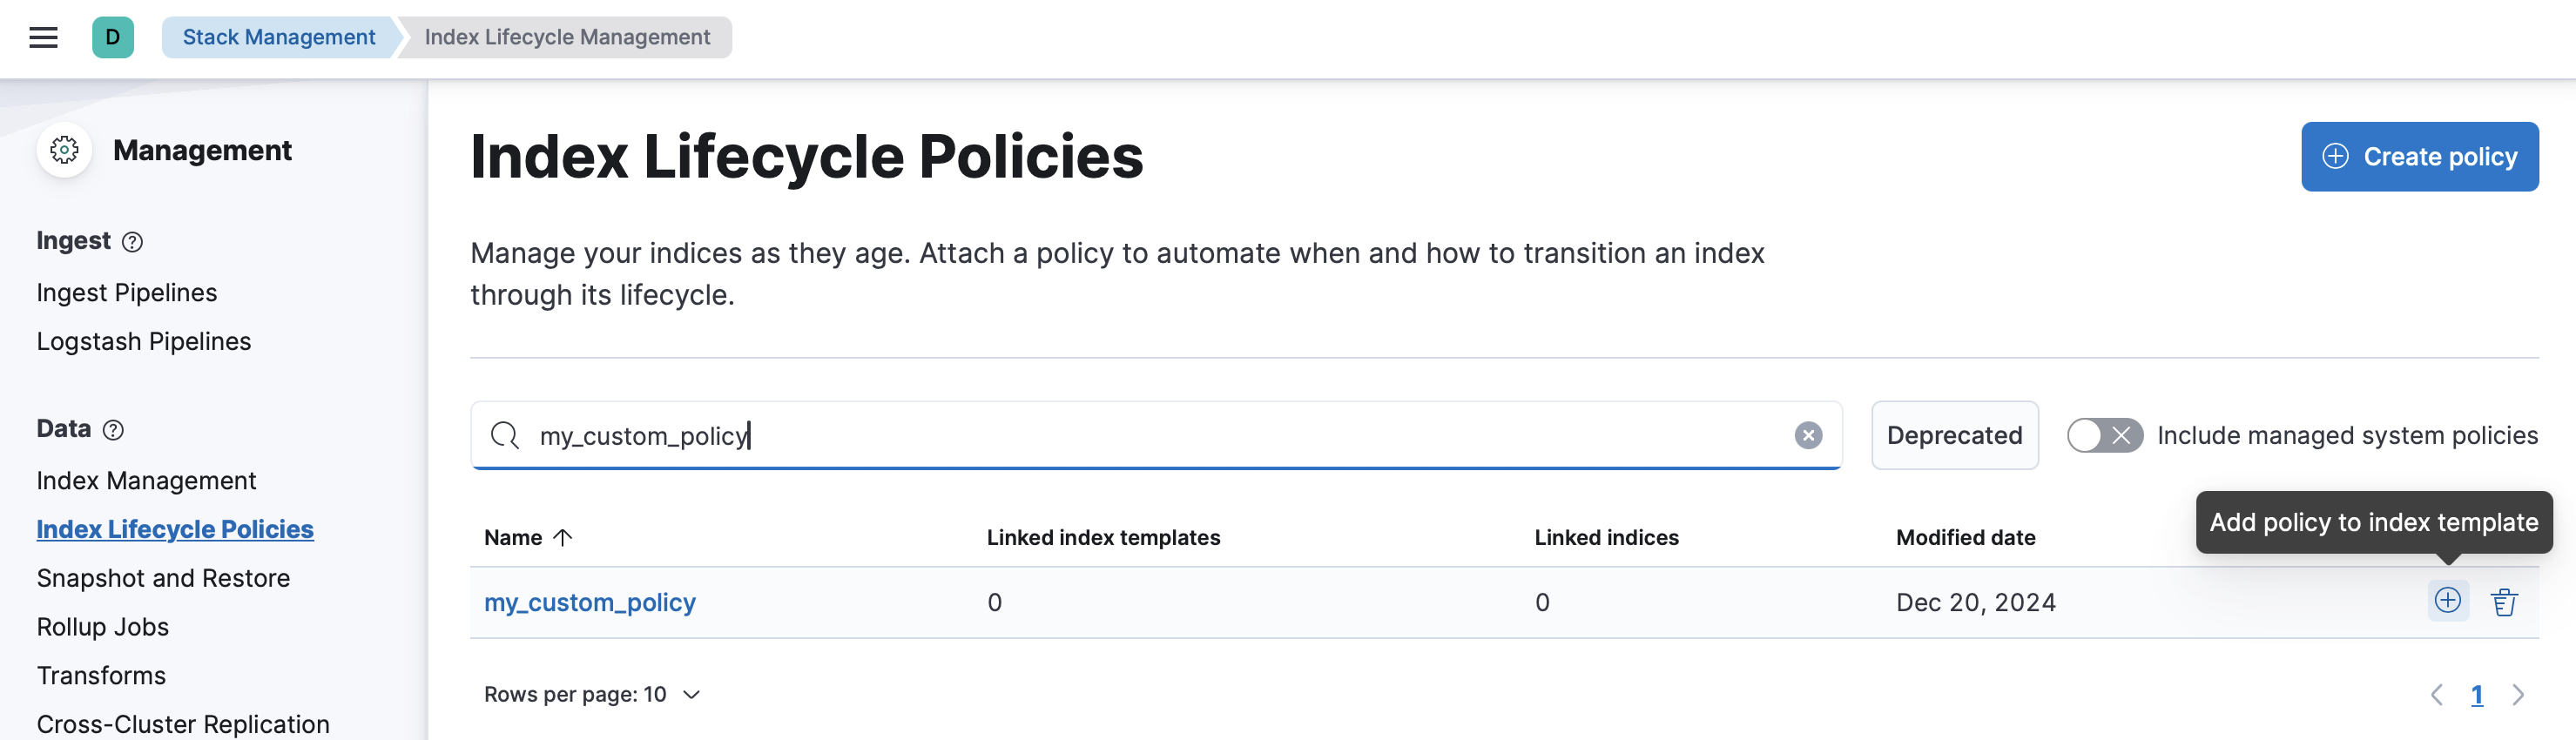 D
Stack Management
Index Lifecycle Management
Management
Ingest
Ingest Pipelines
Logstash Pipelines
Data
Index Management
Index Lifecycle Policies
Snapshot and Restore
Rollup Jobs
Transforms
Cross-Cluster Replication
Index Lifecycle Policies
Create policy
Manage your indices as they age. Attach a policy to automate when and how to transition an index
through its lifecycle.
my_custom_policy
Deprecated
Include managed system policies
Add policy to index template
Name Linked index templates Linked indices Modified date
my_custom_policy 0 0 Dec 20, 2024
Rows per page: 10
1